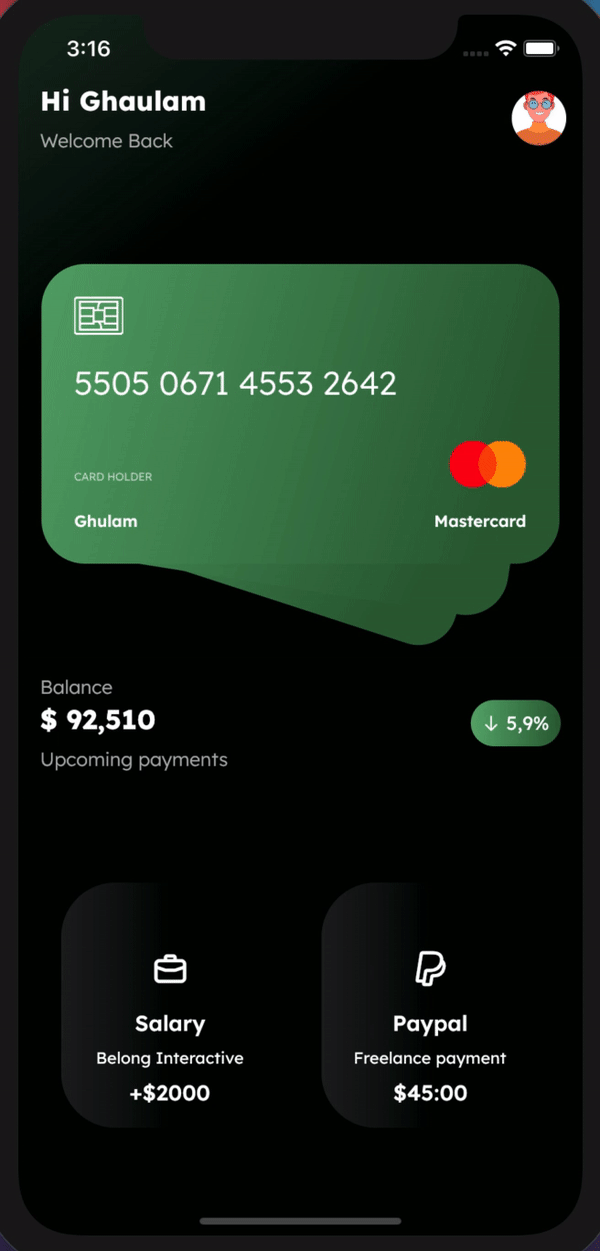 3:16
Hi Ghaulam
Welcome Back
5505 0671 4553 2642
CARD HOLDER
Ghulam
Mastercard
Balance
$ 92,510
↓ 5,9%
Upcoming payments
Salary
Belong Interactive
+$2000
Paypal
Freelance payment
$45:00